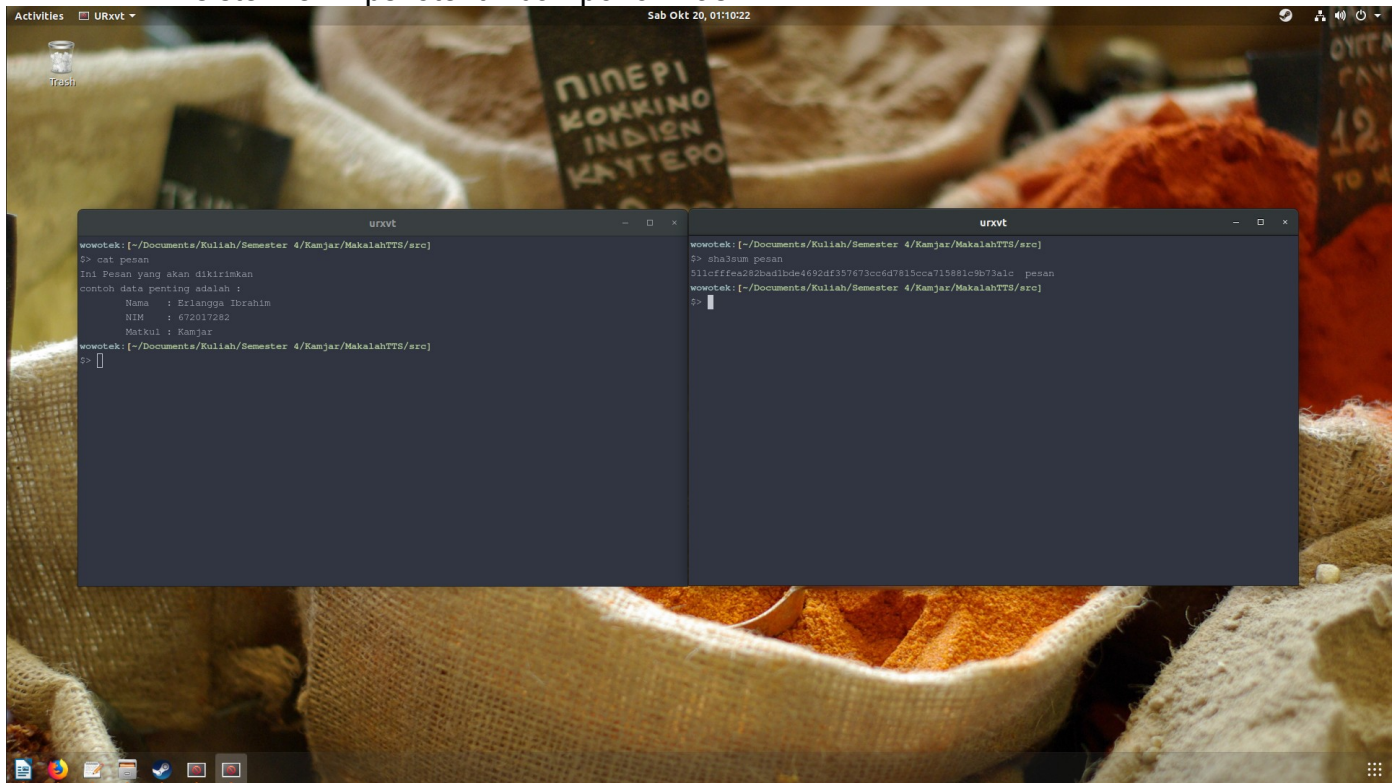 Activities URxvt Sab Okt 20, 01:10:22
Trash
ΠΙΠΕΡΙ
ΚΟΚΚΙΝΟ
ΙΝΔΙΩΝ
ΚΑΥΤΕΡΟ
12
ΤΟ
urxvt
wowotek:[~/Documents/Kuliah/Semester 4/Kamjar/MakalahTTS/src]
$> cat pesan
Ini Pesan yang akan dikirimkan
contoh data penting adalah :
Nama : Erlangga Ibrahim
NIM : 672017282
Matkul : Kamjar
wowotek:[~/Documents/Kuliah/Semester 4/Kamjar/MakalahTTS/src]
$>
urxvt
wowotek:[~/Documents/Kuliah/Semester 4/Kamjar/MakalahTTS/src]
$> sha3sum pesan
511cfffea282bad1bde4692df357673cc6d7815cca715881c9b73a1c pesan
wowotek:[~/Documents/Kuliah/Semester 4/Kamjar/MakalahTTS/src]
$>